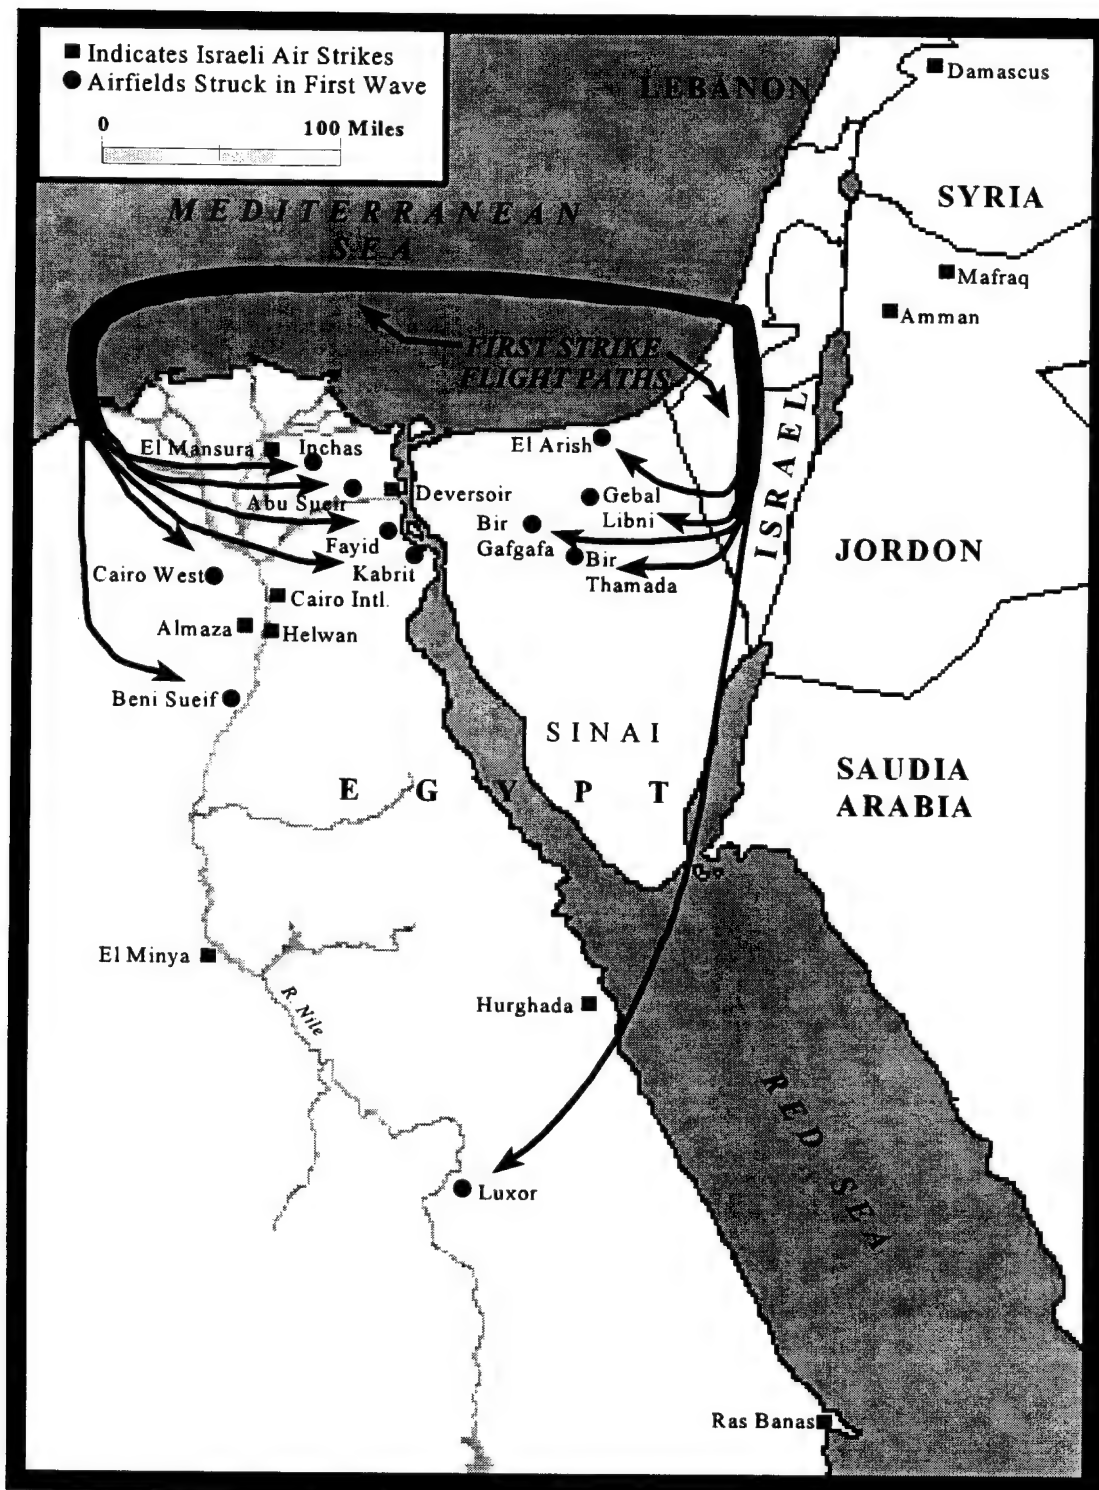 Indicates Israeli Air Strikes
Airfields Struck in First Wave
0 100 Miles
LEBANON
Damascus
SYRIA
MEDITERRANEAN
SEA
Mafraq
Amman
FIRST STRIKE
FLIGHT PATHS
ISRAEL
El Mansura
Inchas
El Arish
Abu Sueir
Deversoir
Gebal
Libni
Bir
Gafgafa
Fayid
Kabrit
Bir
Thamada
JORDON
Cairo West
Cairo Intl.
Almaza
Helwan
Beni Sueif
SINAI
EGYPT
SAUDIA
ARABIA
El Minya
R. Nile
Hurghada
RED SEA
Luxor
Ras Banas